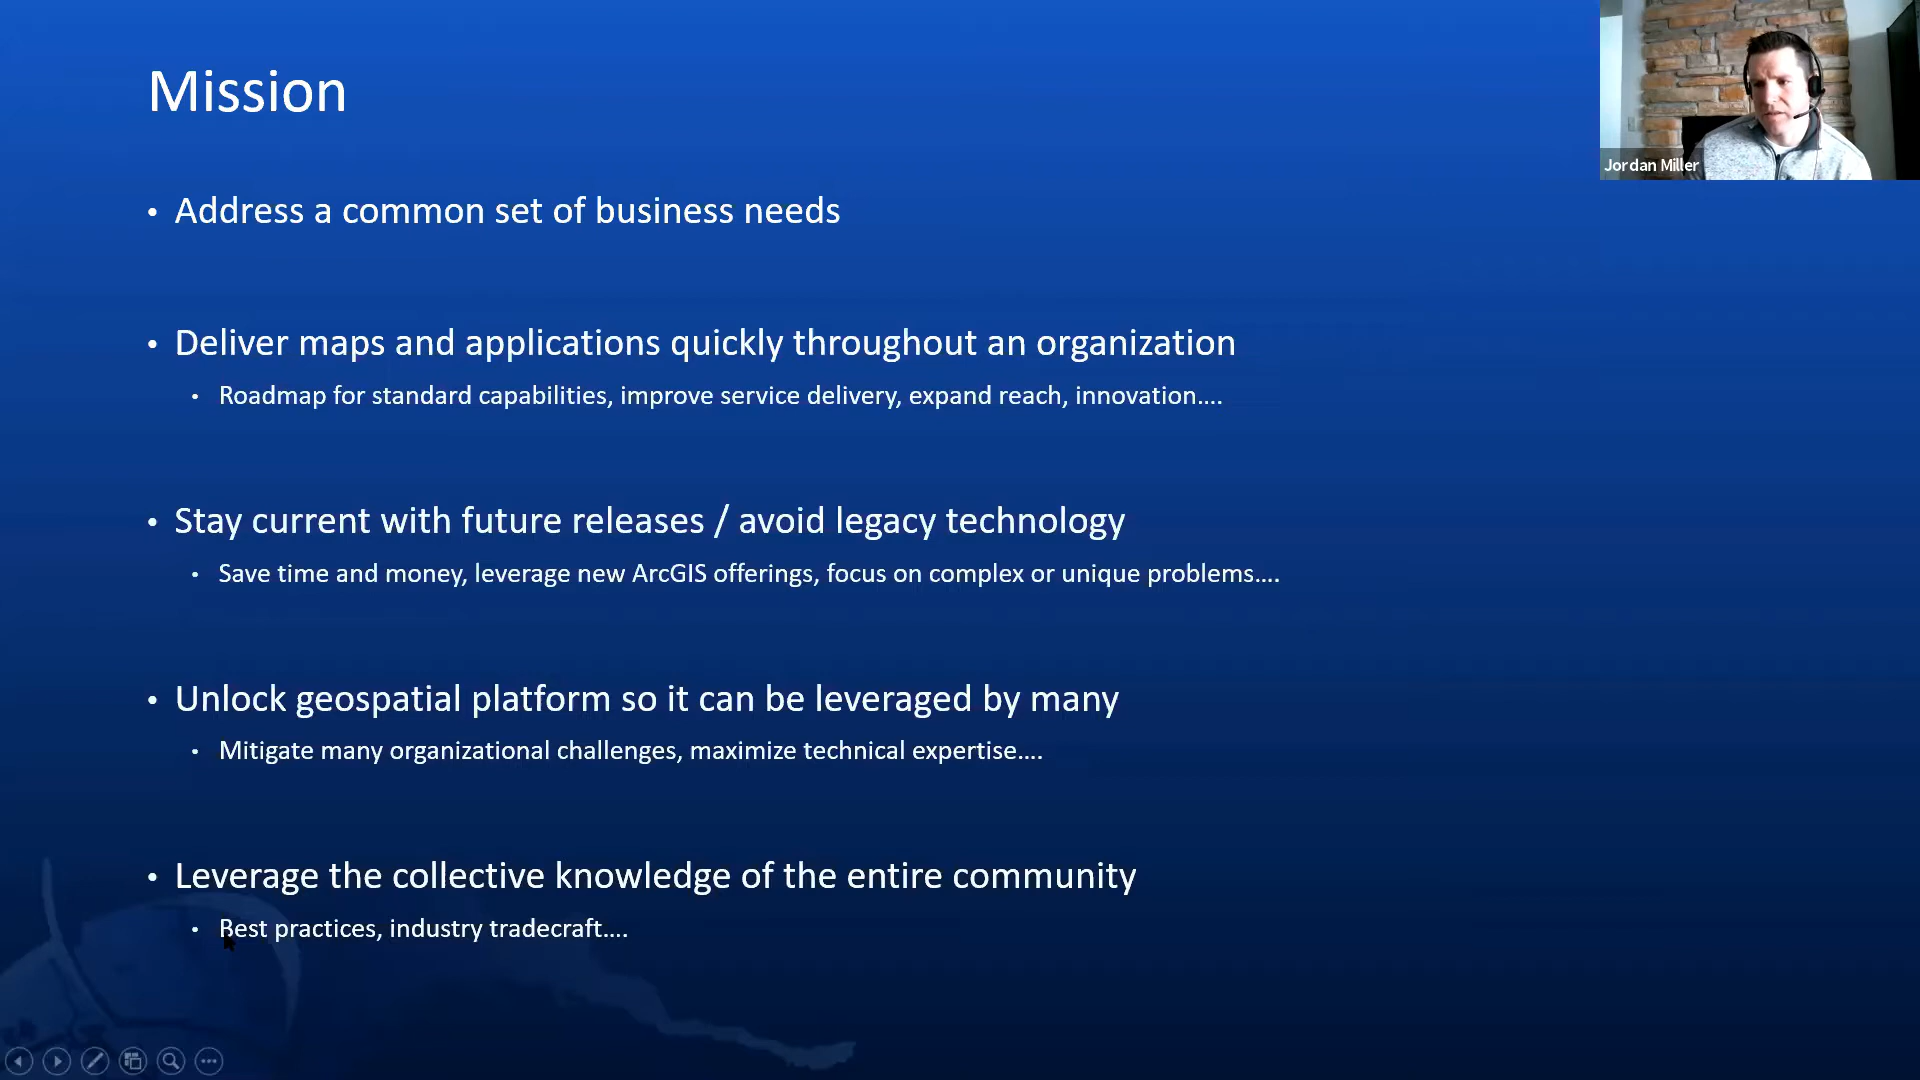 Mission
Jordan Miller
• Address a common set of business needs
• Deliver maps and applications quickly throughout an organization
• Roadmap for standard capabilities, improve service delivery, expand reach, innovation….
• Stay current with future releases / avoid legacy technology
• Save time and money, leverage new ArcGIS offerings, focus on complex or unique problems….
• Unlock geospatial platform so it can be leveraged by many
• Mitigate many organizational challenges, maximize technical expertise….
• Leverage the collective knowledge of the entire community
• Best practices, industry tradecraft….